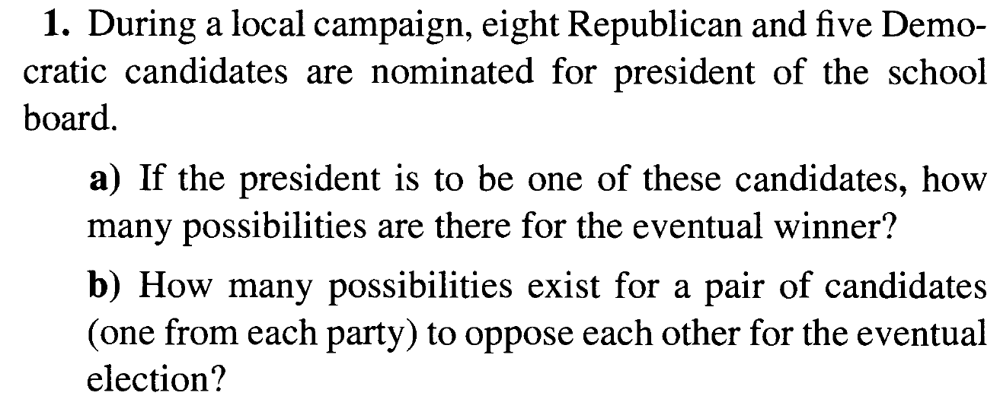 1. During a local campaign, eight Republican and five Demo-
cratic candidates are nominated for president of the school
board.
a) If the president is to be one of these candidates, how
many possibilities are there for the eventual winner?
b) How many possibilities exist for a pair of candidates
(one from each party) to oppose each other for the eventual
election?